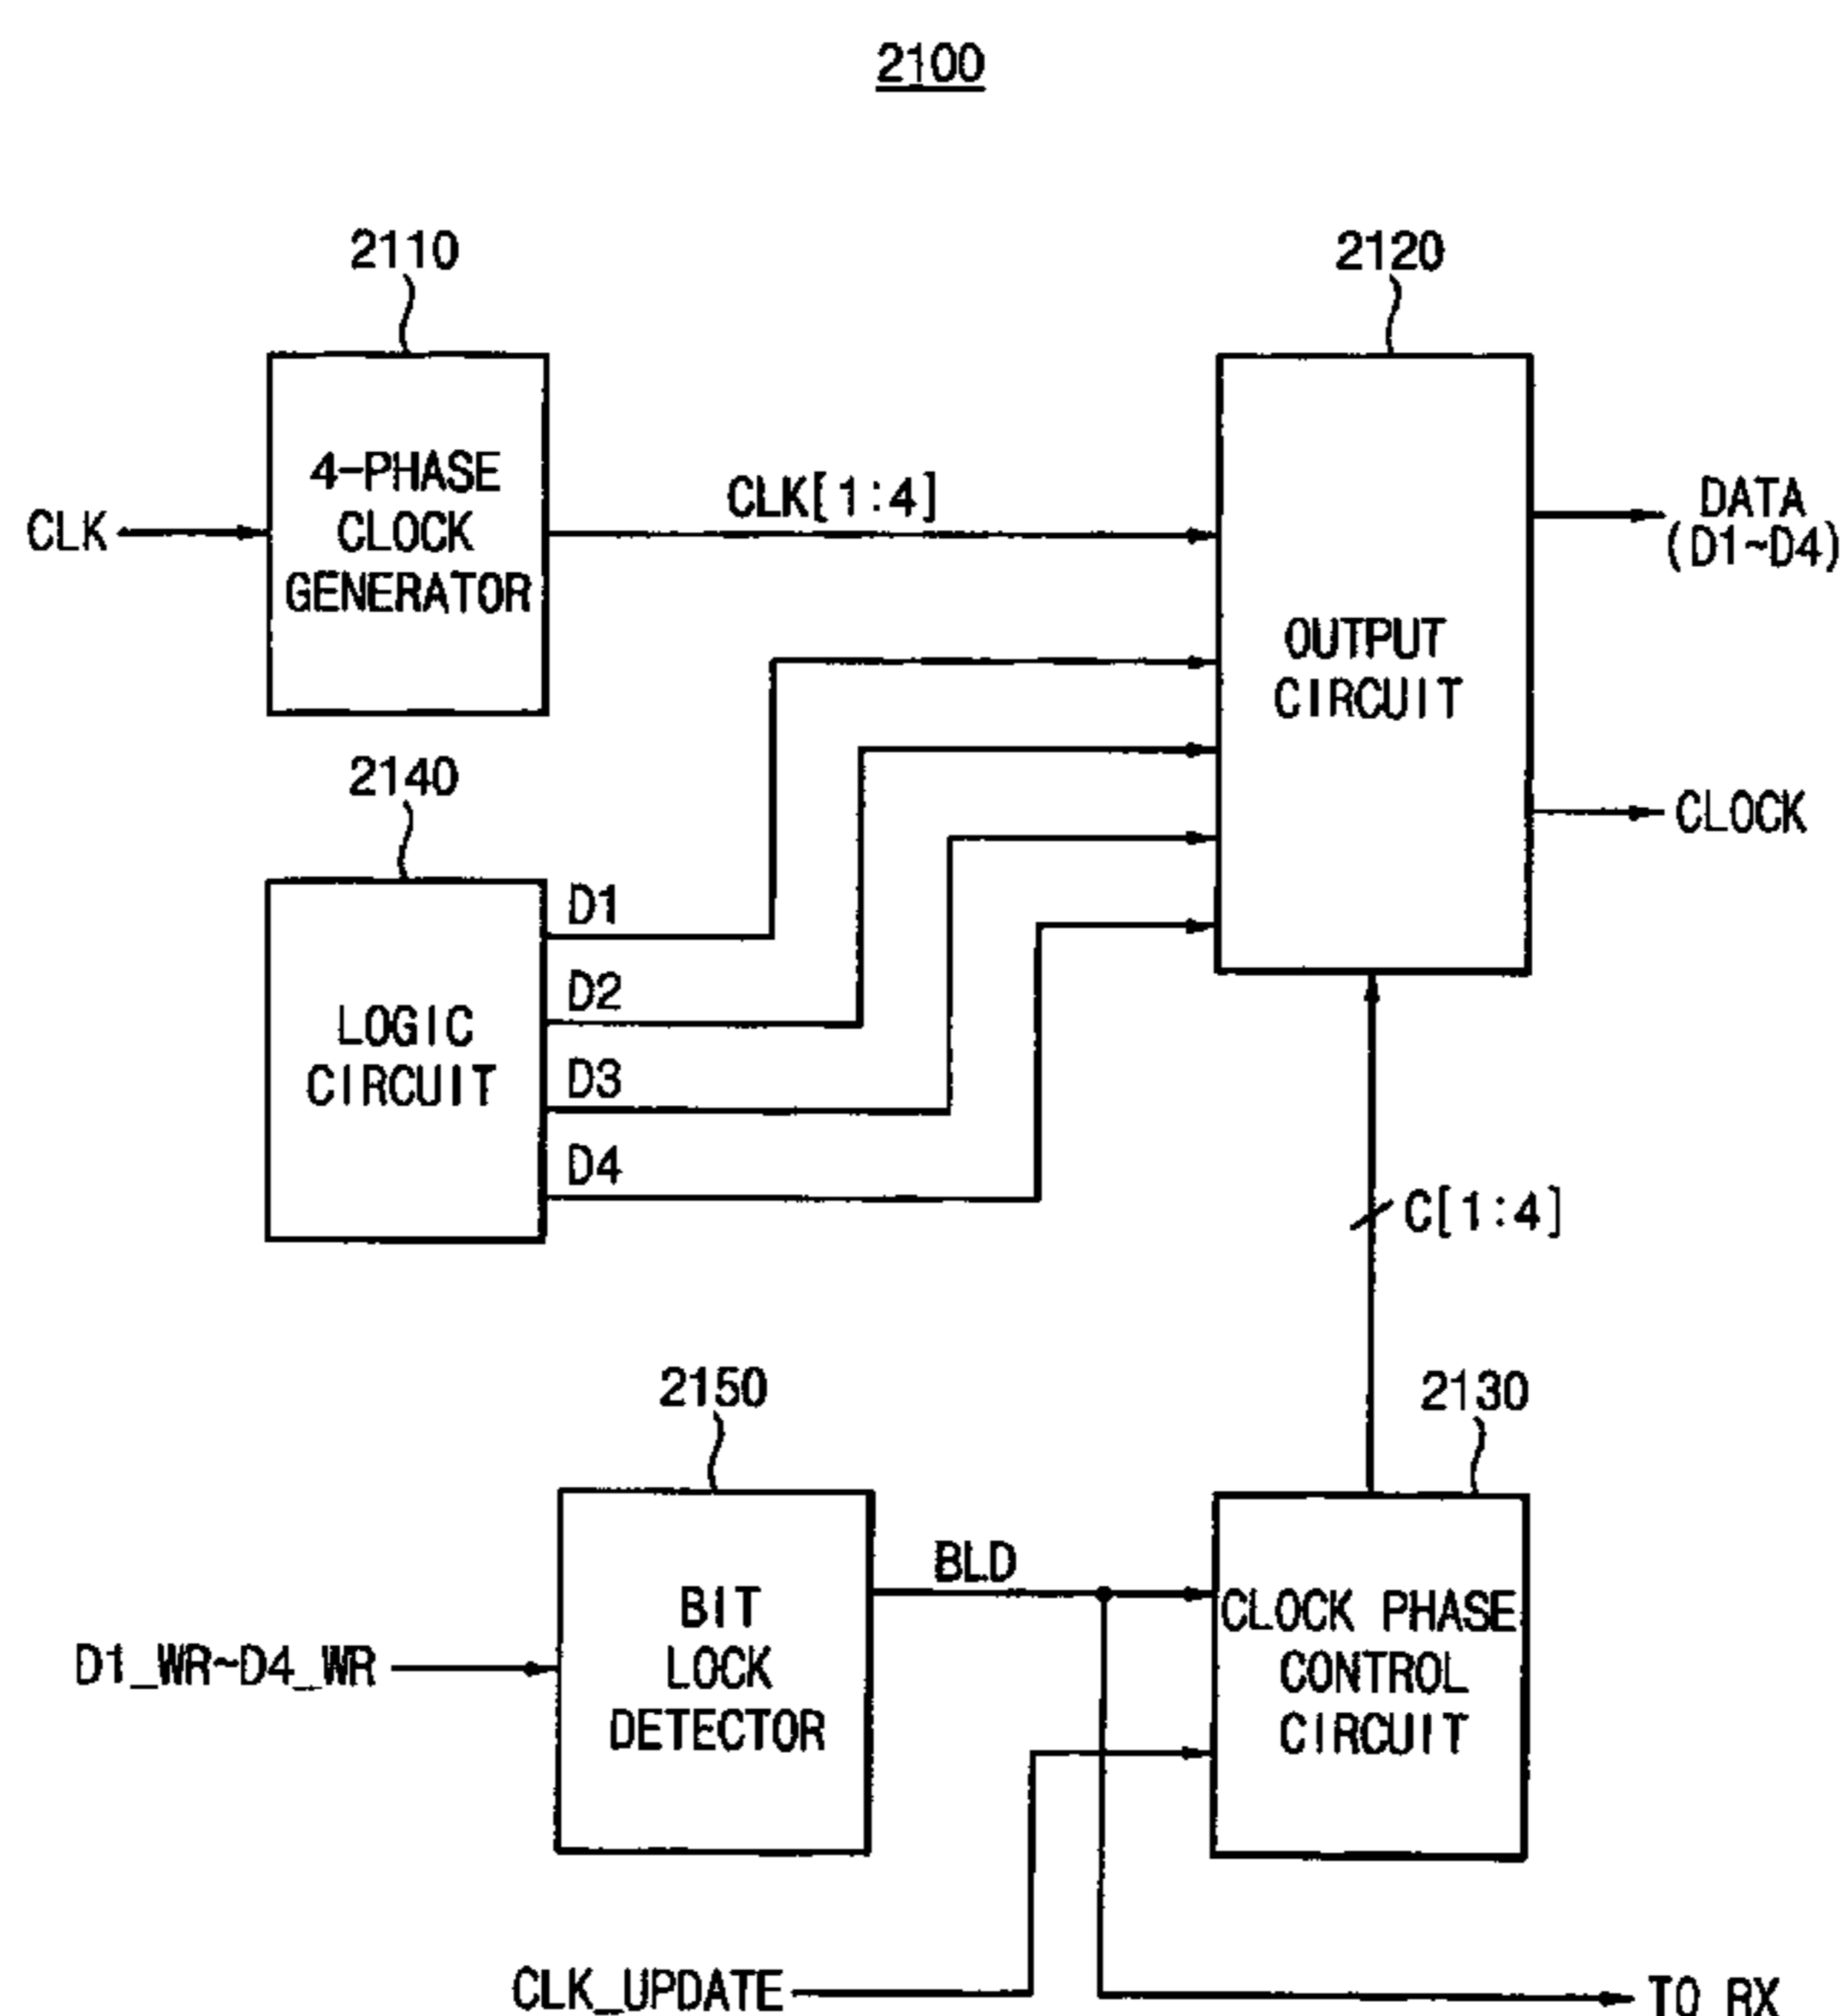 2100
2110
2120
4-PHASE
CLOCK
GENERATOR
CLK
CLK[1:4]
DATA
(D1~D4)
OUTPUT
CIRCUIT
CLOCK
2140
LOGIC
CIRCUIT
D1
D2
D3
D4
C[1:4]
2150
2130
BIT
LOCK
DETECTOR
BLD
CLOCK PHASE
CONTROL
CIRCUIT
D1_WR~D4_WR
CLK_UPDATE
TO RX